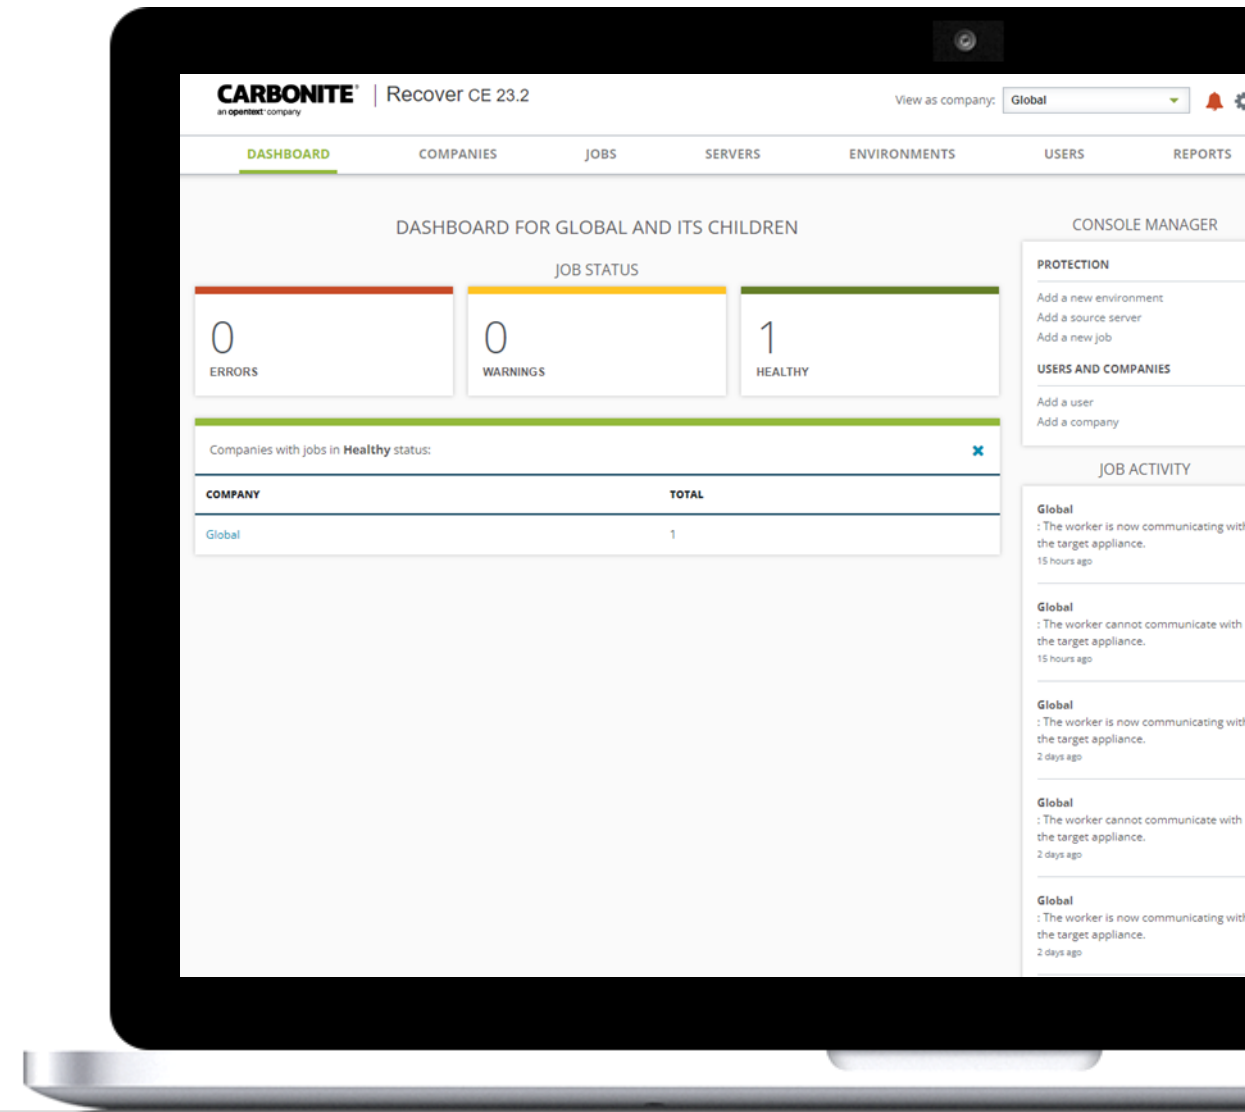 CARBONITE® | Recover CE 23.2
an opentext™ company
View as company: Global
DASHBOARD COMPANIES JOBS SERVERS ENVIRONMENTS USERS REPORTS
DASHBOARD FOR GLOBAL AND ITS CHILDREN
JOB STATUS
0
ERRORS
0
WARNINGS
1
HEALTHY
Companies with jobs in Healthy status:
COMPANY TOTAL
Global 1
CONSOLE MANAGER
PROTECTION
Add a new environment
Add a source server
Add a new job
USERS AND COMPANIES
Add a user
Add a company
JOB ACTIVITY
Global
: The worker is now communicating with
the target appliance.
15 hours ago
Global
: The worker cannot communicate with
the target appliance.
15 hours ago
Global
: The worker is now communicating with
the target appliance.
2 days ago
Global
: The worker cannot communicate with
the target appliance.
2 days ago
Global
: The worker is now communicating with
the target appliance.
2 days ago